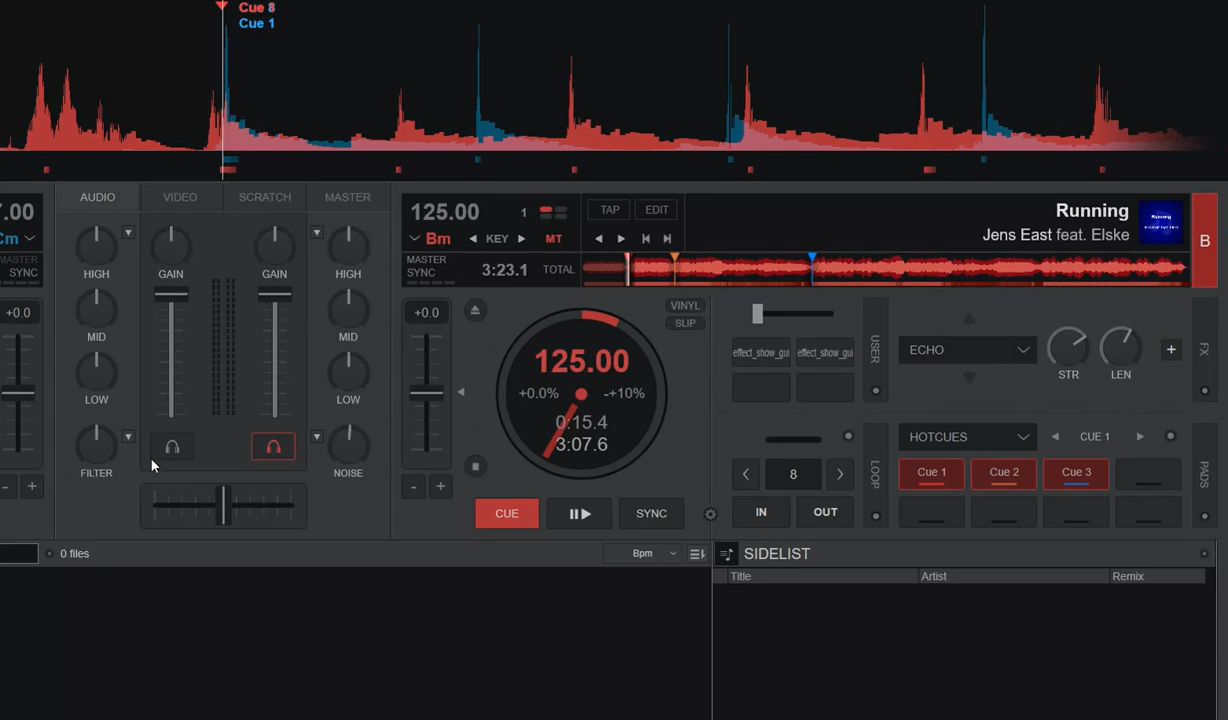 Cue 8
Cue 1
7.00
Cm
MASTER
SYNC
+0.0
- +
AUDIO VIDEO SCRATCH MASTER
HIGH GAIN GAIN HIGH
MID MID
LOW LOW
FILTER NOISE
125.00 1
Bm KEY MT
MASTER
SYNC 3:23.1 TOTAL
TAP EDIT
Running
Jens East feat. Elske
B
+0.0
- +
125.00
+0.0% -+10%
0:15.4
3:07.6
VINYL
SLIP
CUE SYNC
effect_show_gui effect_show_gui
USER
ECHO
STR LEN
+
FX
8
IN OUT
LOOP
HOTCUES CUE 1
Cue 1 Cue 2 Cue 3
PADS
0 files Bpm
SIDELIST
Title Artist Remix